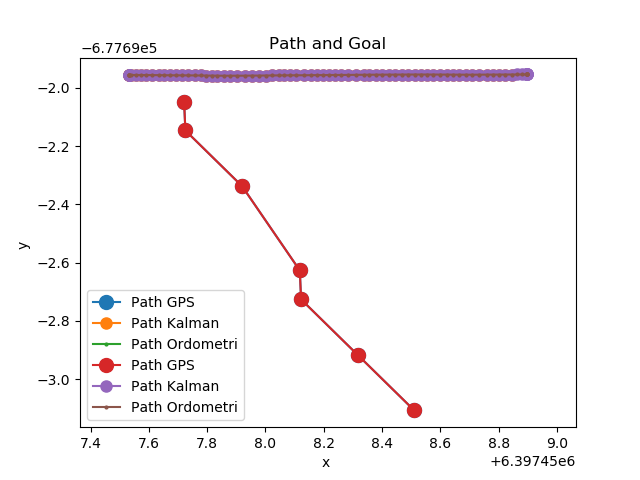 Path and Goal
−6.7769e5
−2.0
−2.2
−2.4
−2.6
−2.8
−3.0
y
Path GPS
Path Kalman
Path Ordometri
Path GPS
Path Kalman
Path Ordometri
7.4 7.6 7.8 8.0 8.2 8.4 8.6 8.8 9.0
x
+6.39745e6